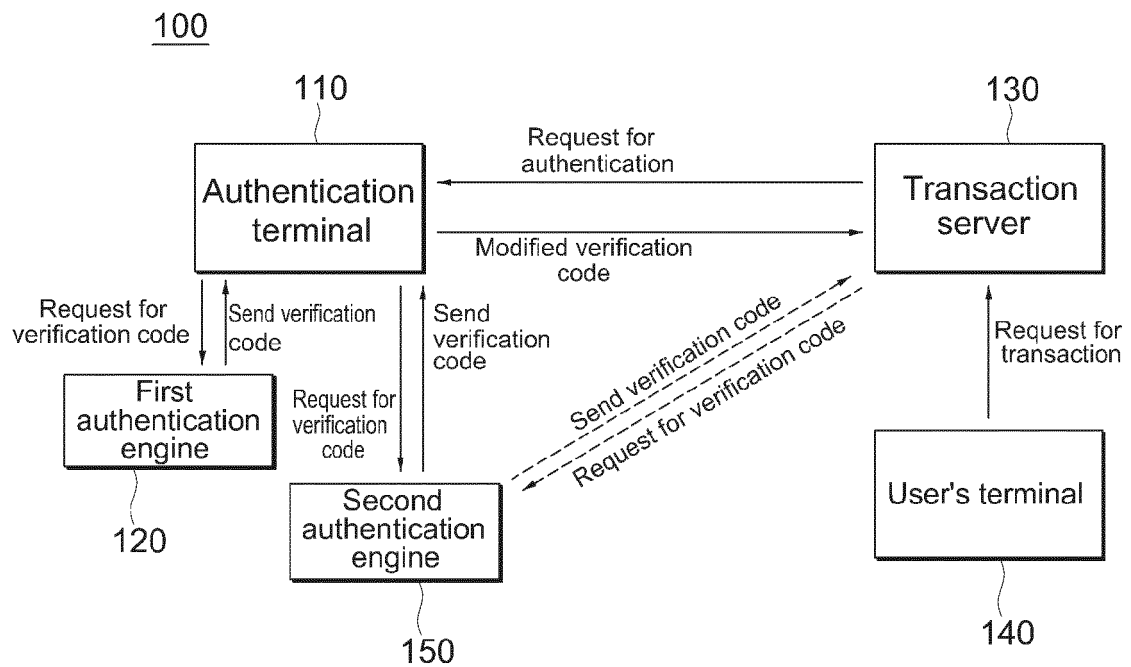 100
110
130
Request for
authentication
Authentication
terminal
Transaction
server
Modified verification
code
Request for
verification code
Send verification
code
Send
verification
code
Send verification code
Request for verification code
Request for
transaction
First
authentication
engine
Request for
verification
code
120
Second
authentication
engine
User's terminal
150
140